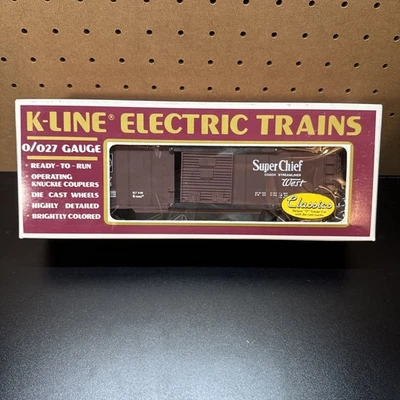 K-LINE® ELECTRIC TRAINS
O/027 GAUGE
• READY - TO - RUN
• OPERATING
KNUCKLE COUPLERS
• DIE CAST WHEELS
• HIGHLY DETAILED
• BRIGHTLY COLORED
Super Chief
West
Classics